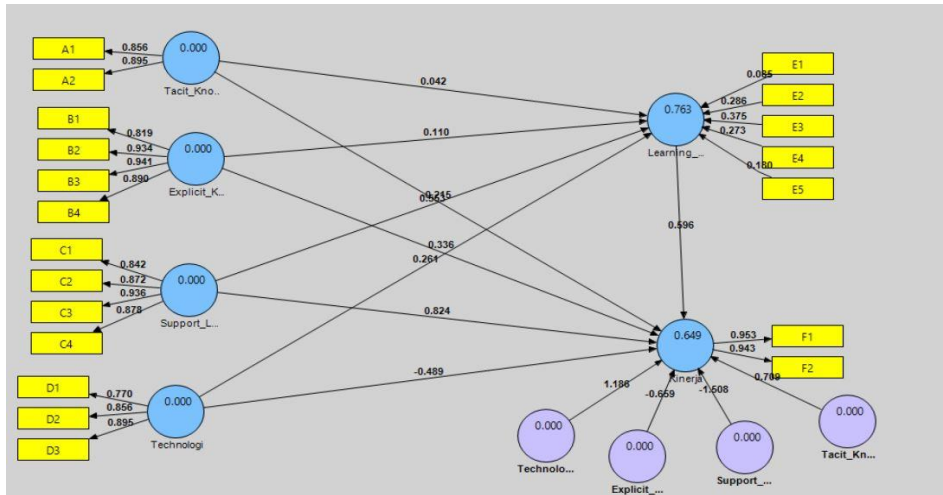 A1
A2
0.856
0.895
0.000
Tacit_Kno..
B1
B2
B3
B4
0.819
0.934
0.941
0.890
0.000
Explicit_K..
C1
C2
C3
C4
0.842
0.872
0.936
0.878
0.000
Support_L...
D1
D2
D3
0.770
0.856
0.895
0.000
Technologi
0.042
0.110
0.215
0.553
0.336
0.261
0.824
-0.489
0.763
Learning_..
0.085
0.286
0.375
0.273
0.180
E1
E2
E3
E4
E5
0.596
0.649
Kinerja
0.953
0.943
F1
F2
1.186
-0.659
-1.508
0.709
0.000
Technolo...
0.000
Explicit_...
0.000
Support_...
0.000
Tacit_Kn...